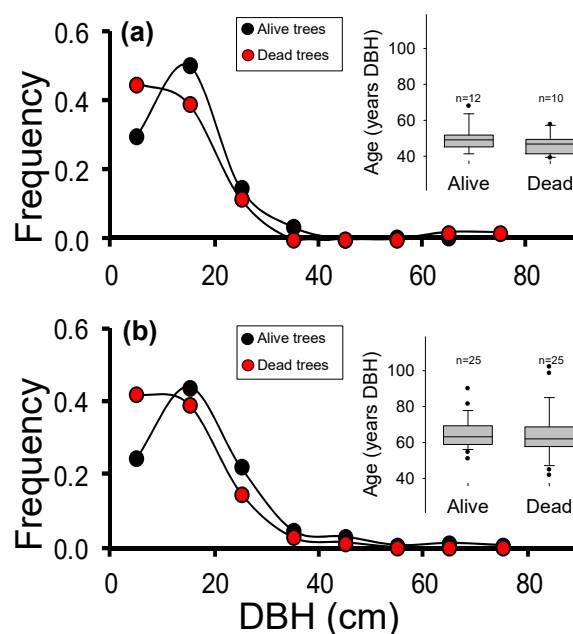 (a)
Alive trees
Dead trees
Frequency
0.6
0.4
0.2
0.0
0
20
40
60
80
Age (years DBH)
100
80
60
40
n=12
n=10
Alive
Dead
(b)
Alive trees
Dead trees
Frequency
0.6
0.4
0.2
0.0
0
20
40
60
80
DBH (cm)
Age (years DBH)
100
80
60
40
n=25
n=25
Alive
Dead